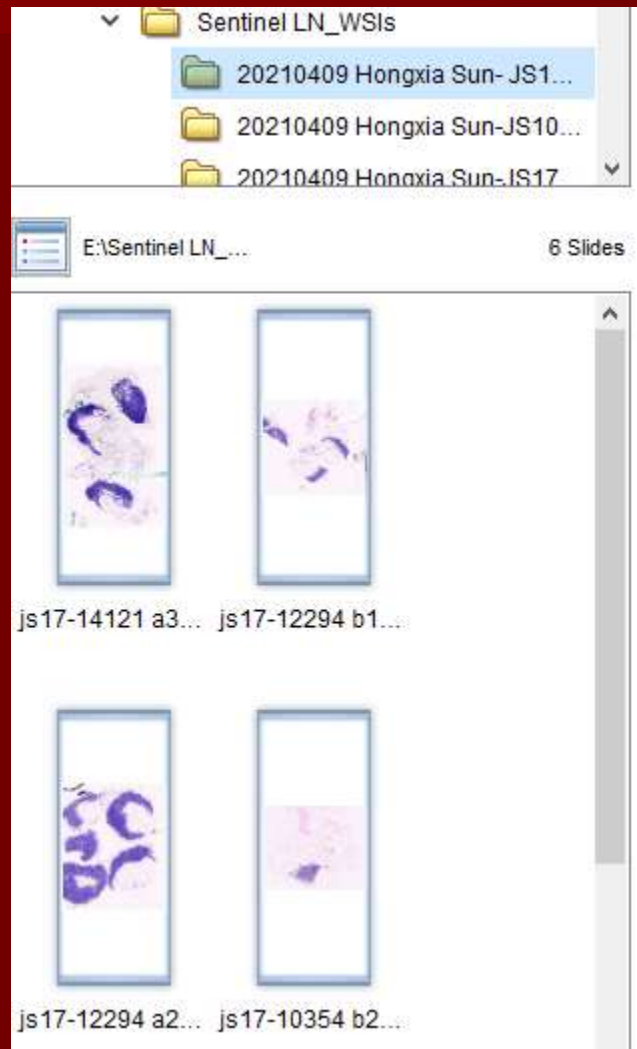 Sentinel LN_WSIs
20210409 Hongxia Sun- JS1...
20210409 Hongxia Sun-JS10...
20210409 Hongxia Sun-JS17
E:\Sentinel LN_... 6 Slides
js17-14121 a3... js17-12294 b1...
js17-12294 a2... js17-10354 b2...